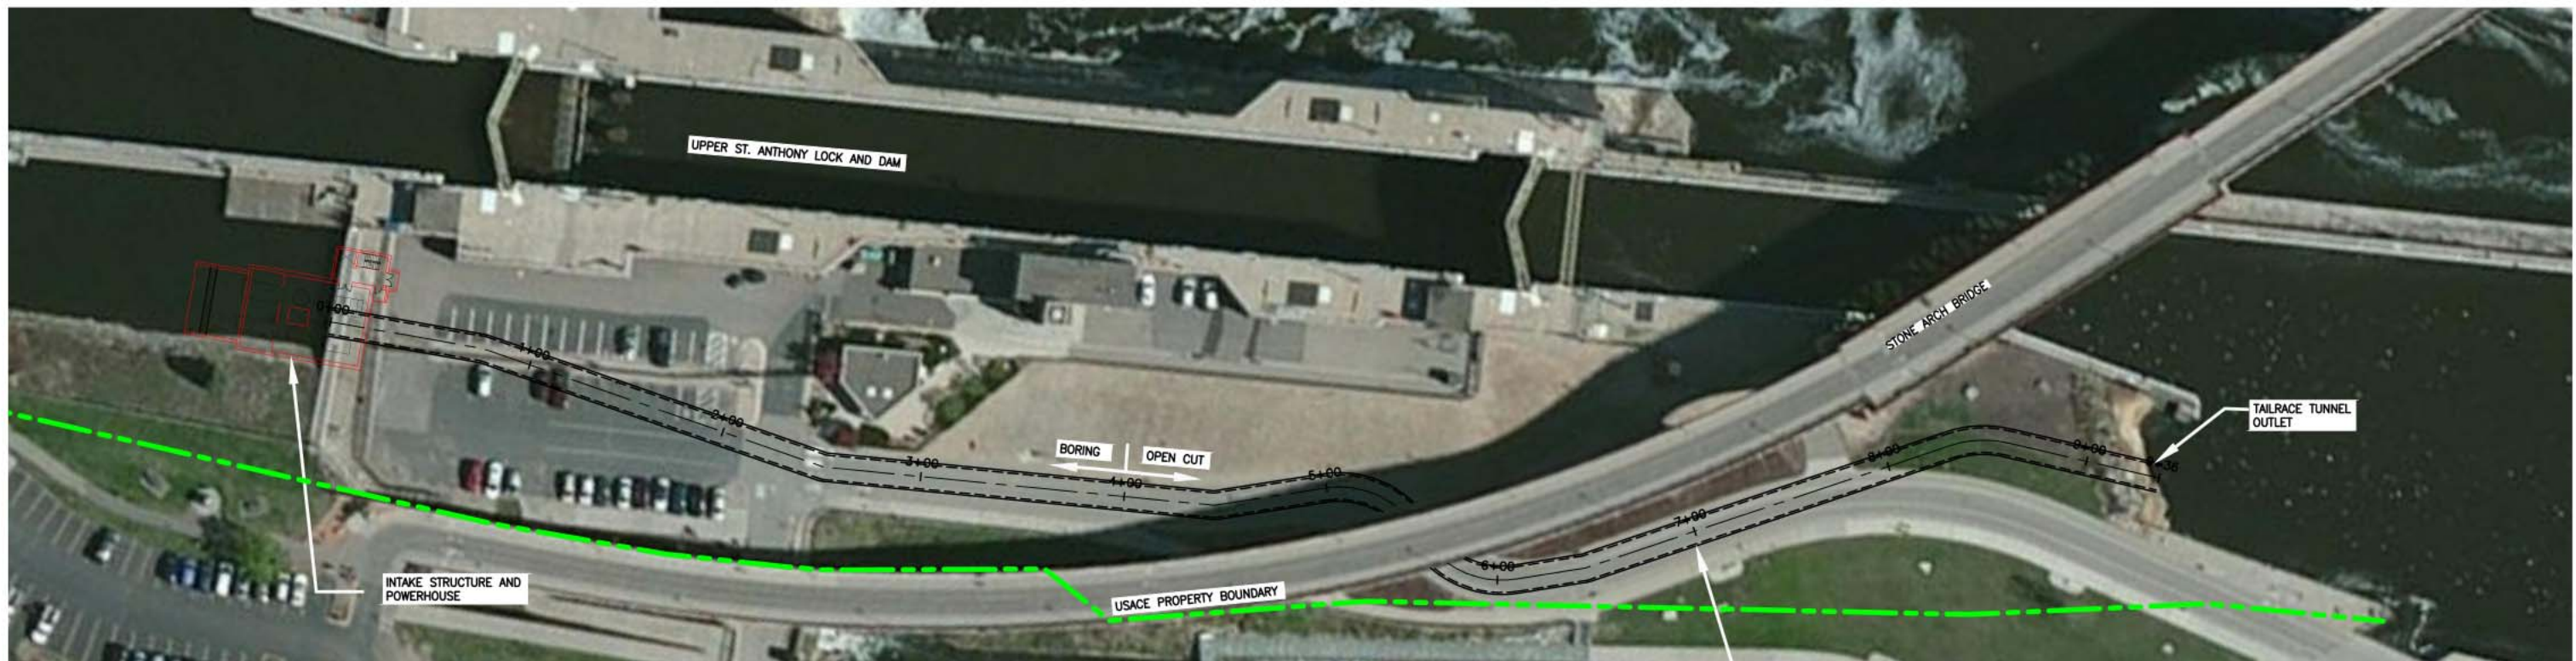 UPPER ST. ANTHONY LOCK AND DAM
STONE ARCH BRIDGE
0+00
1+00
2+00
3+00
4+00
5+00
6+00
7+00
8+00
9+00
9+36
BORING
OPEN CUT
TAILRACE TUNNEL
OUTLET
INTAKE STRUCTURE AND
POWERHOUSE
USACE PROPERTY BOUNDARY